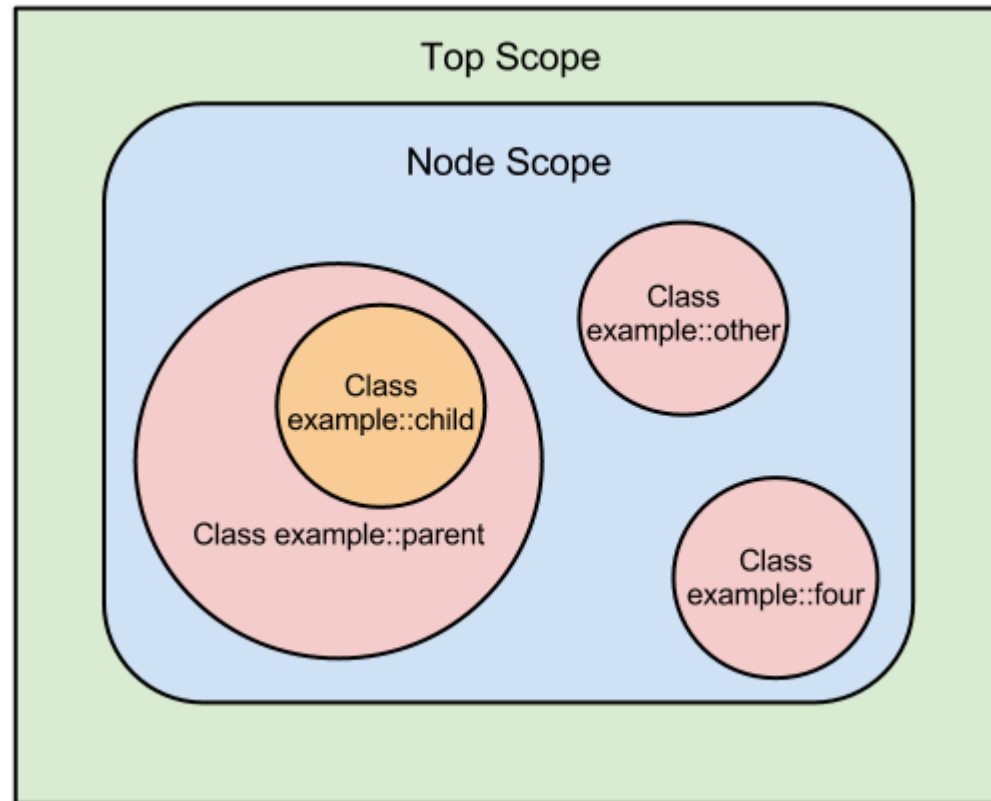 Top Scope
Node Scope
Class
example::other
Class
example::child
Class example::parent
Class
example::four